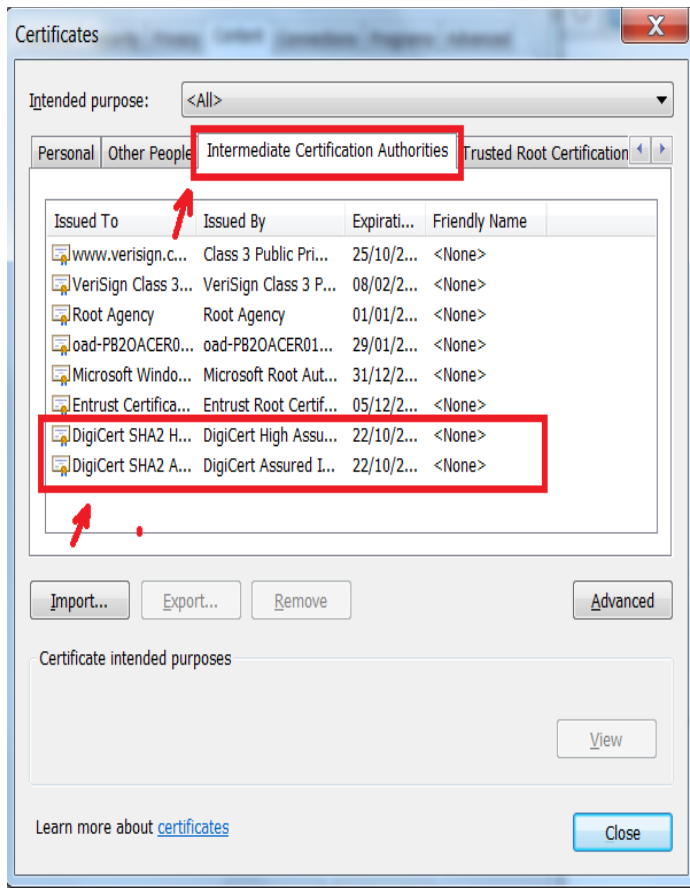 Certificates
Intended purpose: <All>
Personal Other People Intermediate Certification Authorities Trusted Root Certification
Issued To Issued By Expirati... Friendly Name
www.verisign.c... Class 3 Public Pri... 25/10/2... <None>
VeriSign Class 3... VeriSign Class 3 P... 08/02/2... <None>
Root Agency Root Agency 01/01/2... <None>
oad-PB2OACER0... oad-PB2OACER01... 29/01/2... <None>
Microsoft Windo... Microsoft Root Aut... 31/12/2... <None>
Entrust Certifica... Entrust Root Certif... 05/12/2... <None>
DigiCert SHA2 H... DigiCert High Assu... 22/10/2... <None>
DigiCert SHA2 A... DigiCert Assured I... 22/10/2... <None>
Import... Export... Remove Advanced
Certificate intended purposes
View
Learn more about certificates
Close